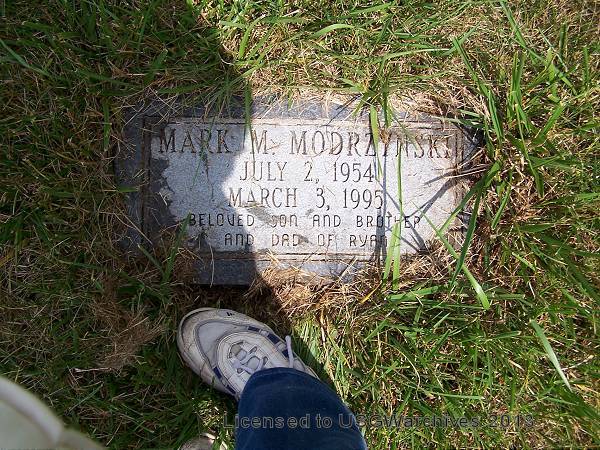 MARK M. MODRZYNSKI
JULY 2, 1954
MARCH 3, 1995
BELOVED SON AND BROTHER
AND DAD OF RYAN
Licensed to USGWarchives 2013